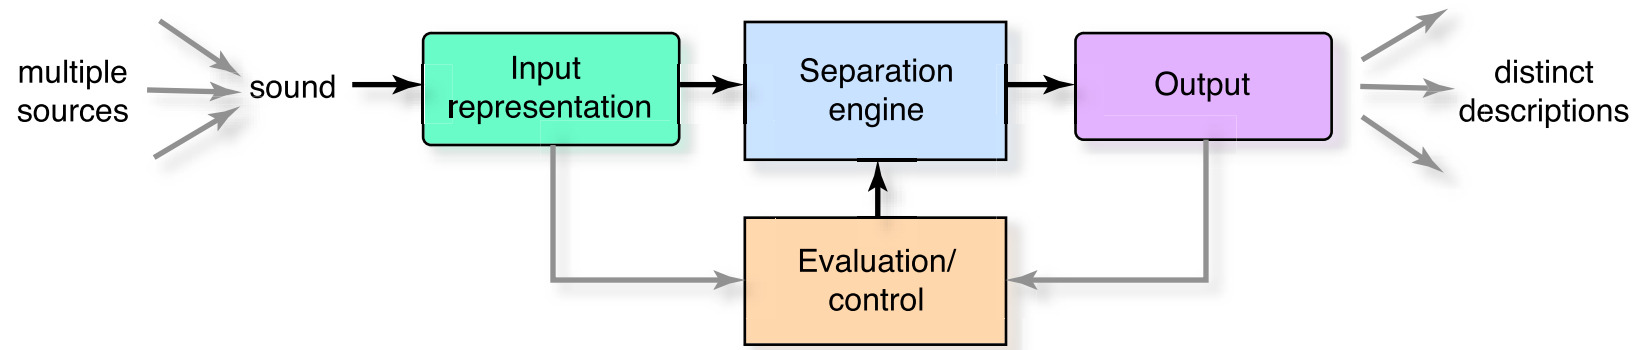 multiple
sources
sound
Input
representation
Separation
engine
Output
distinct
descriptions
Evaluation/
control